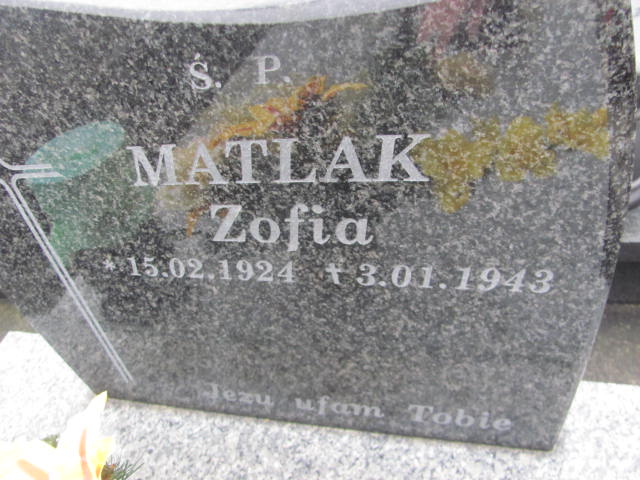 Ś. P.
MATLAK
Zofia
* 15.02.1924 ✝ 3.01.1943
Jezu ufam Tobie